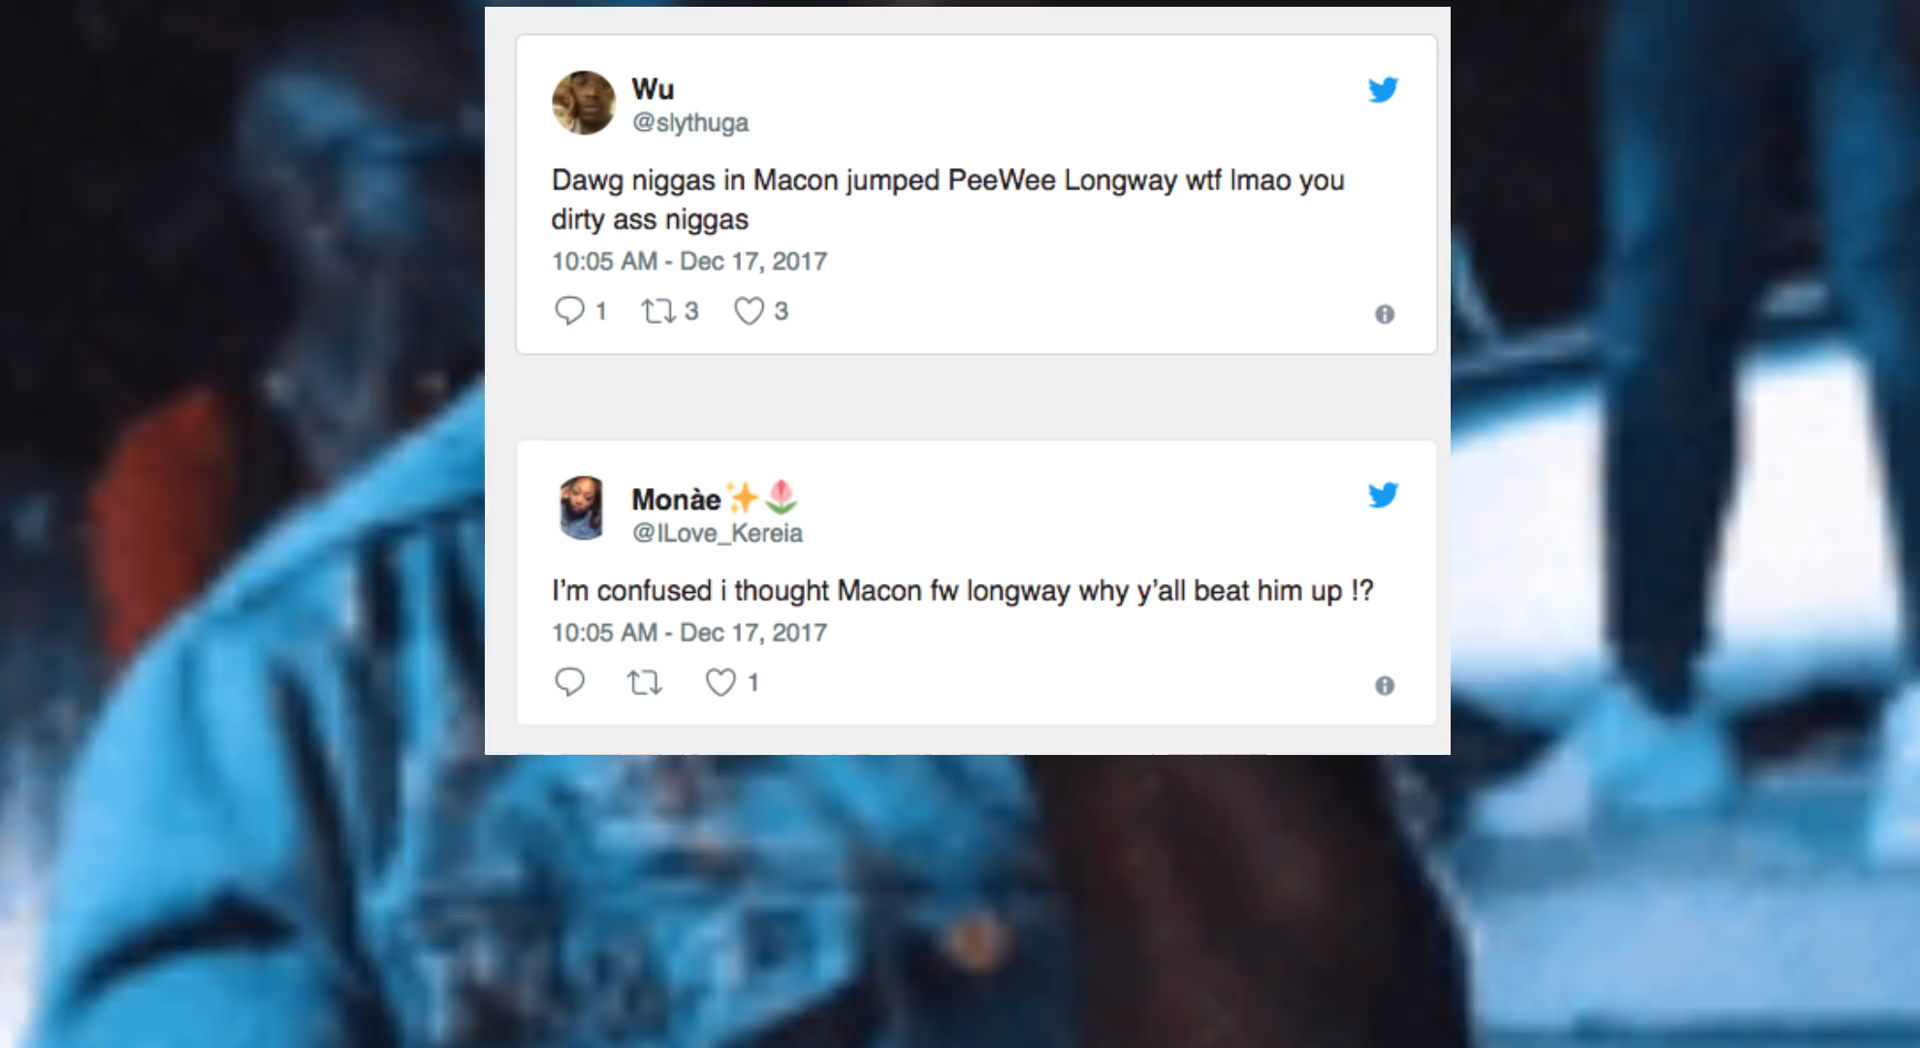 Wu
@slythuga
Dawg niggas in Macon jumped PeeWee Longway wtf lmao you
dirty ass niggas
10:05 AM - Dec 17, 2017
1 3 3
Monàe✨🌷
@ILove_Kereia
I’m confused i thought Macon fw longway why y’all beat him up !?
10:05 AM - Dec 17, 2017
1